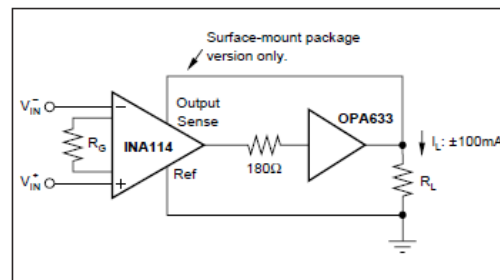 Surface-mount package
version only.
V⁻IN
Output
Sense
OPA633
RG
INA114
IL: ±100mA
180Ω
RL
Ref
V⁺IN